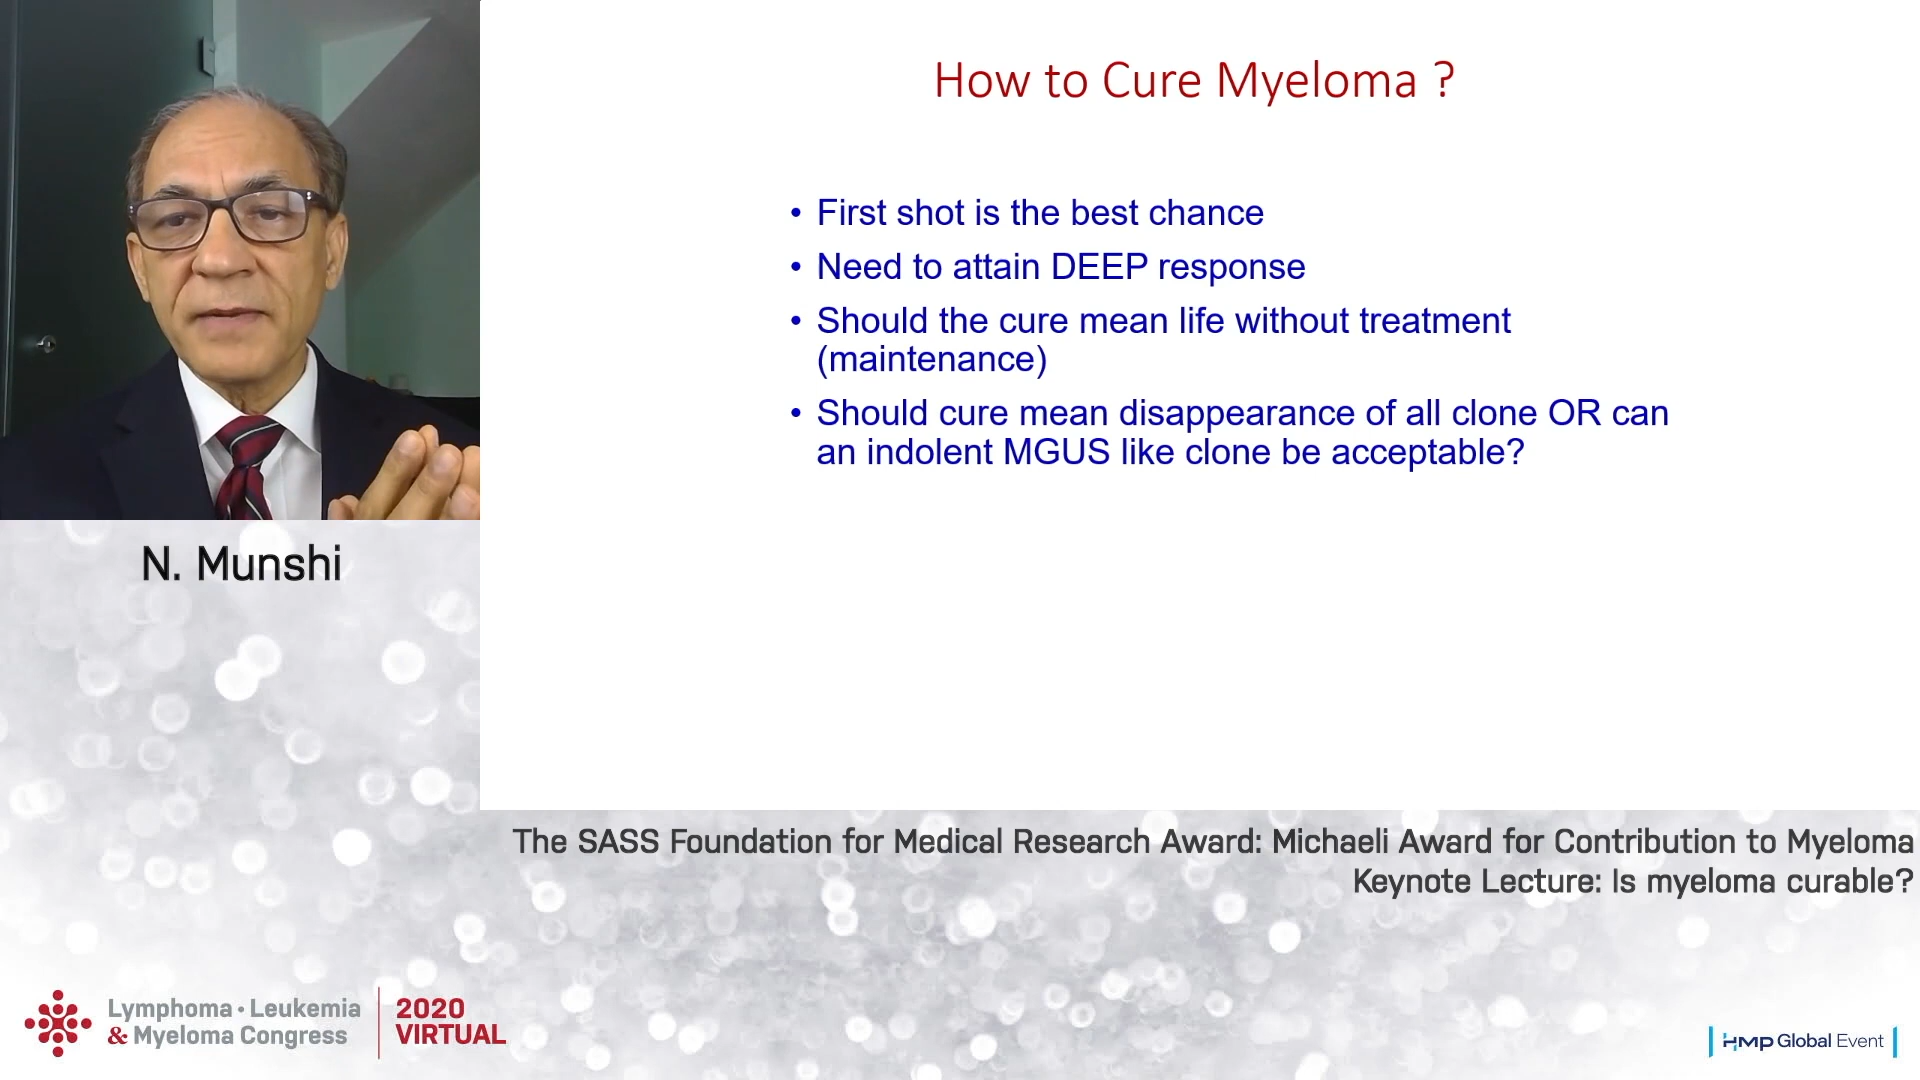 How to Cure Myeloma ?
• First shot is the best chance
• Need to attain DEEP response
• Should the cure mean life without treatment
(maintenance)
• Should cure mean disappearance of all clone OR can
an indolent MGUS like clone be acceptable?
N. Munshi
The SASS Foundation for Medical Research Award: Michaeli Award for Contribution to Myeloma
Keynote Lecture: Is myeloma curable?
Lymphoma • Leukemia
& Myeloma Congress
2020
VIRTUAL
HMP Global Event